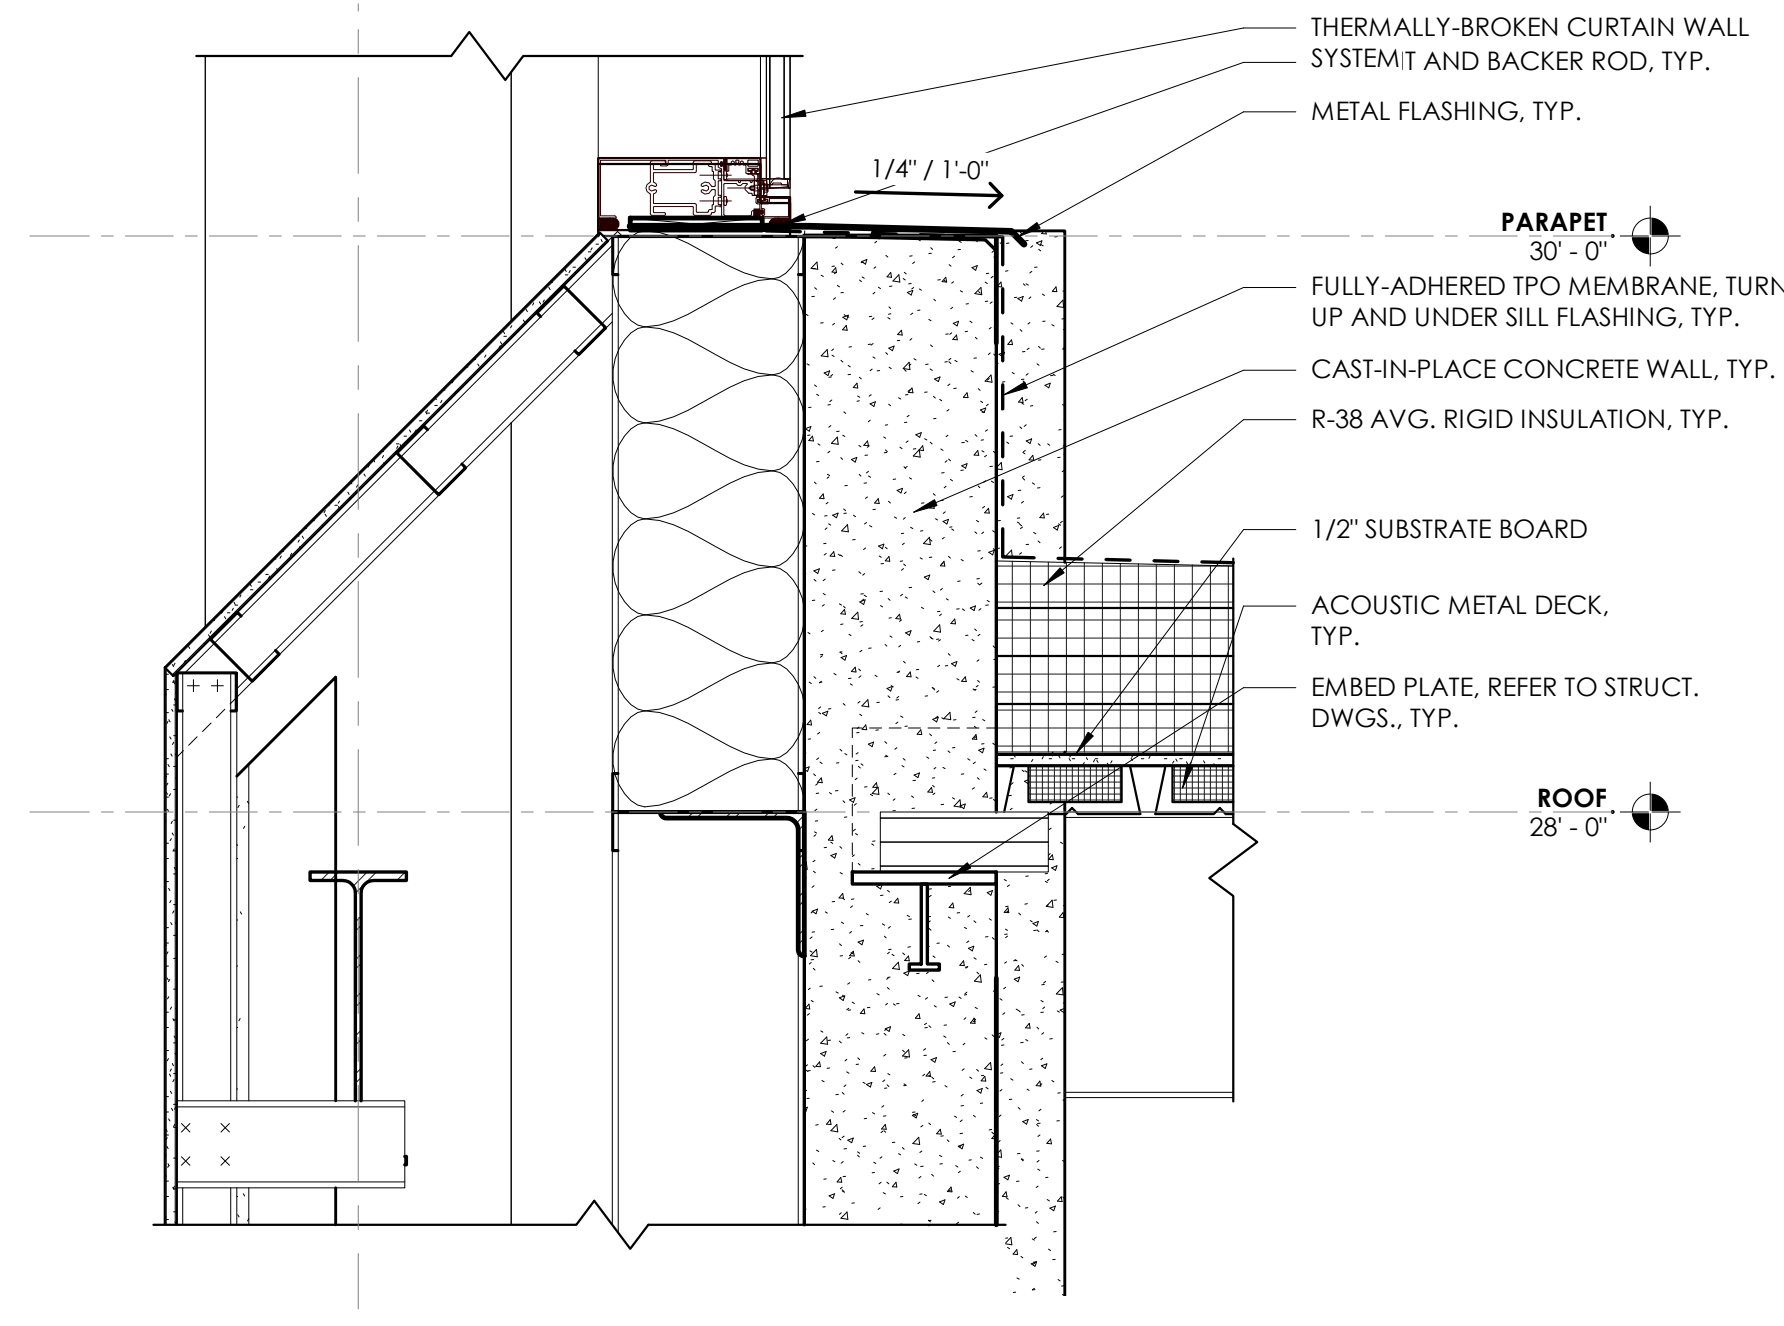 THERMALLY-BROKEN CURTAIN WALL
SYSTEM
T AND BACKER ROD, TYP.
METAL FLASHING, TYP.
1/4" / 1'-0"
PARAPET
30' - 0"
FULLY-ADHERED TPO MEMBRANE, TURN
UP AND UNDER SILL FLASHING, TYP.
CAST-IN-PLACE CONCRETE WALL, TYP.
R-38 AVG. RIGID INSULATION, TYP.
1/2" SUBSTRATE BOARD
ACOUSTIC METAL DECK,
TYP.
EMBED PLATE, REFER TO STRUCT.
DWGS., TYP.
ROOF
28' - 0"